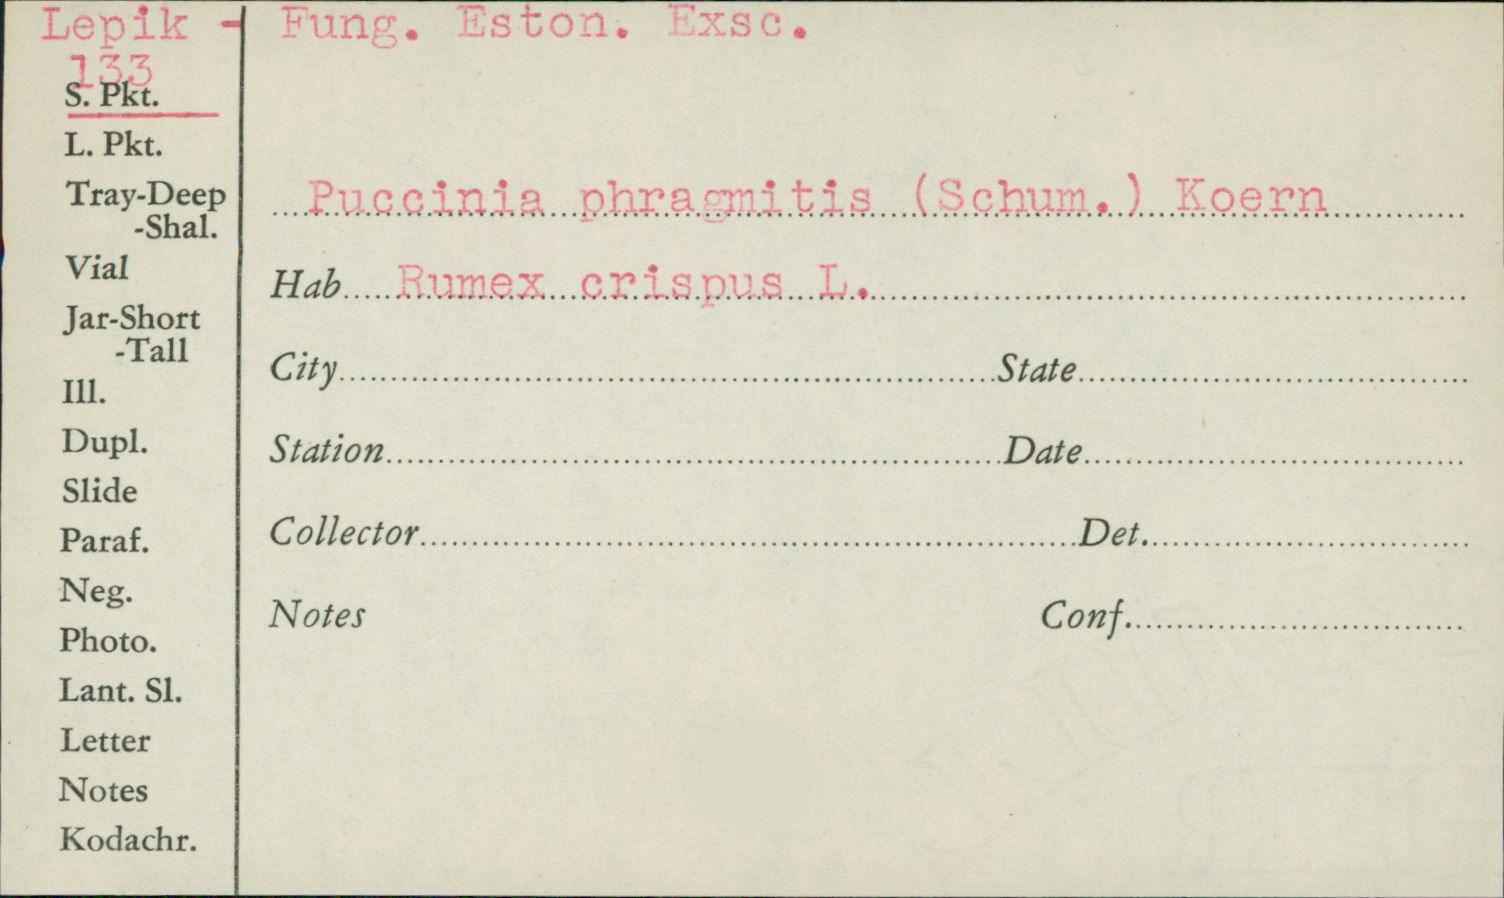 Lepik - Fung. Eston. Exsc.
133
S. Pkt.
L. Pkt.
Tray-Deep
-Shal.
Vial
Jar-Short
-Tall
Ill.
Dupl.
Slide
Paraf.
Neg.
Photo.
Lant. Sl.
Letter
Notes
Kodachr.
Puccinia phragmitis (Schum.) Koern
Hab Rumex crispus L.
City State
Station Date
Collector Det.
Notes Conf.